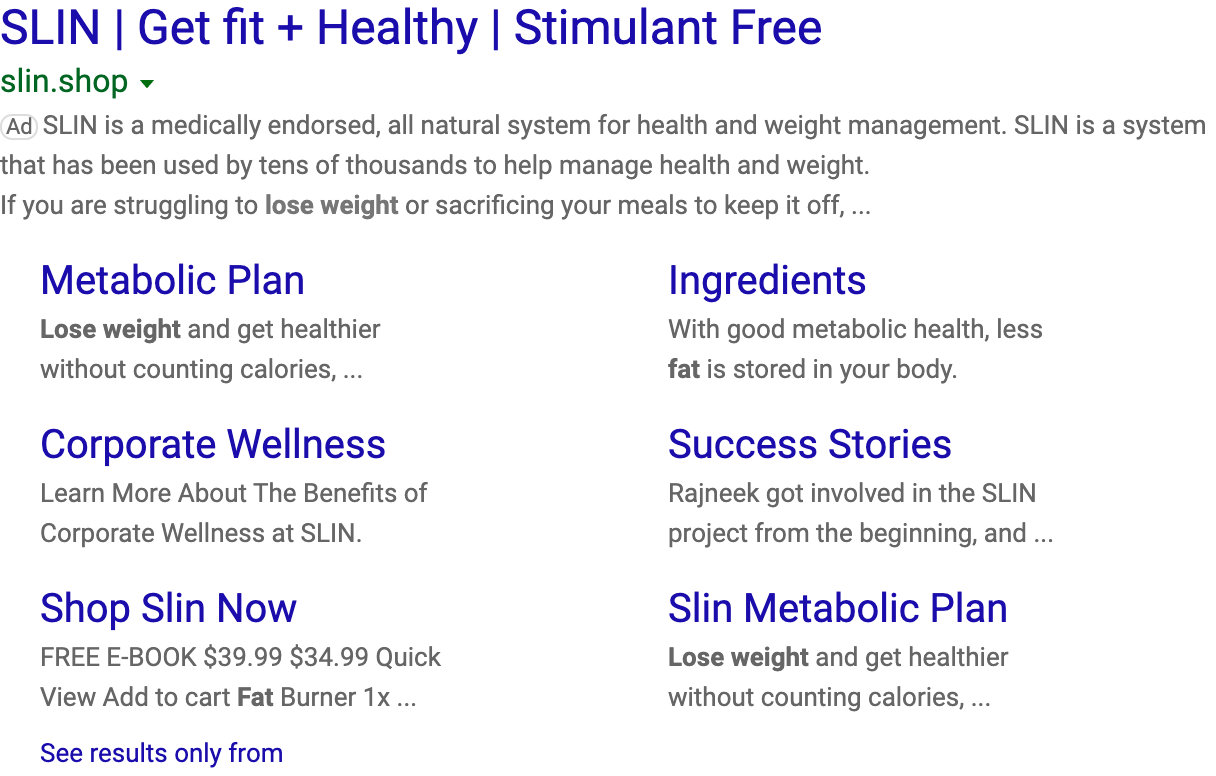 SLIN | Get fit + Healthy | Stimulant Free
slin.shop
Ad SLIN is a medically endorsed, all natural system for health and weight management. SLIN is a system
that has been used by tens of thousands to help manage health and weight.
If you are struggling to lose weight or sacrificing your meals to keep it off, ...
Metabolic Plan
Lose weight and get healthier
without counting calories, ...
Ingredients
With good metabolic health, less
fat is stored in your body.
Corporate Wellness
Learn More About The Benefits of
Corporate Wellness at SLIN.
Success Stories
Rajneek got involved in the SLIN
project from the beginning, and ...
Shop Slin Now
FREE E-BOOK $39.99 $34.99 Quick
View Add to cart Fat Burner 1x ...
Slin Metabolic Plan
Lose weight and get healthier
without counting calories, ...
See results only from